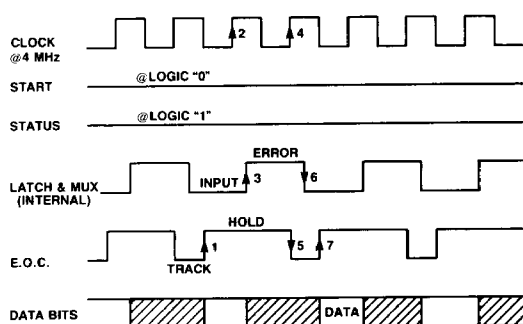 CLOCK
@4 MHz
2
4
START
@LOGIC "0"
STATUS
@LOGIC "1"
LATCH & MUX
(INTERNAL)
INPUT
3
ERROR
6
E.O.C.
TRACK
1
HOLD
5
7
DATA BITS
DATA